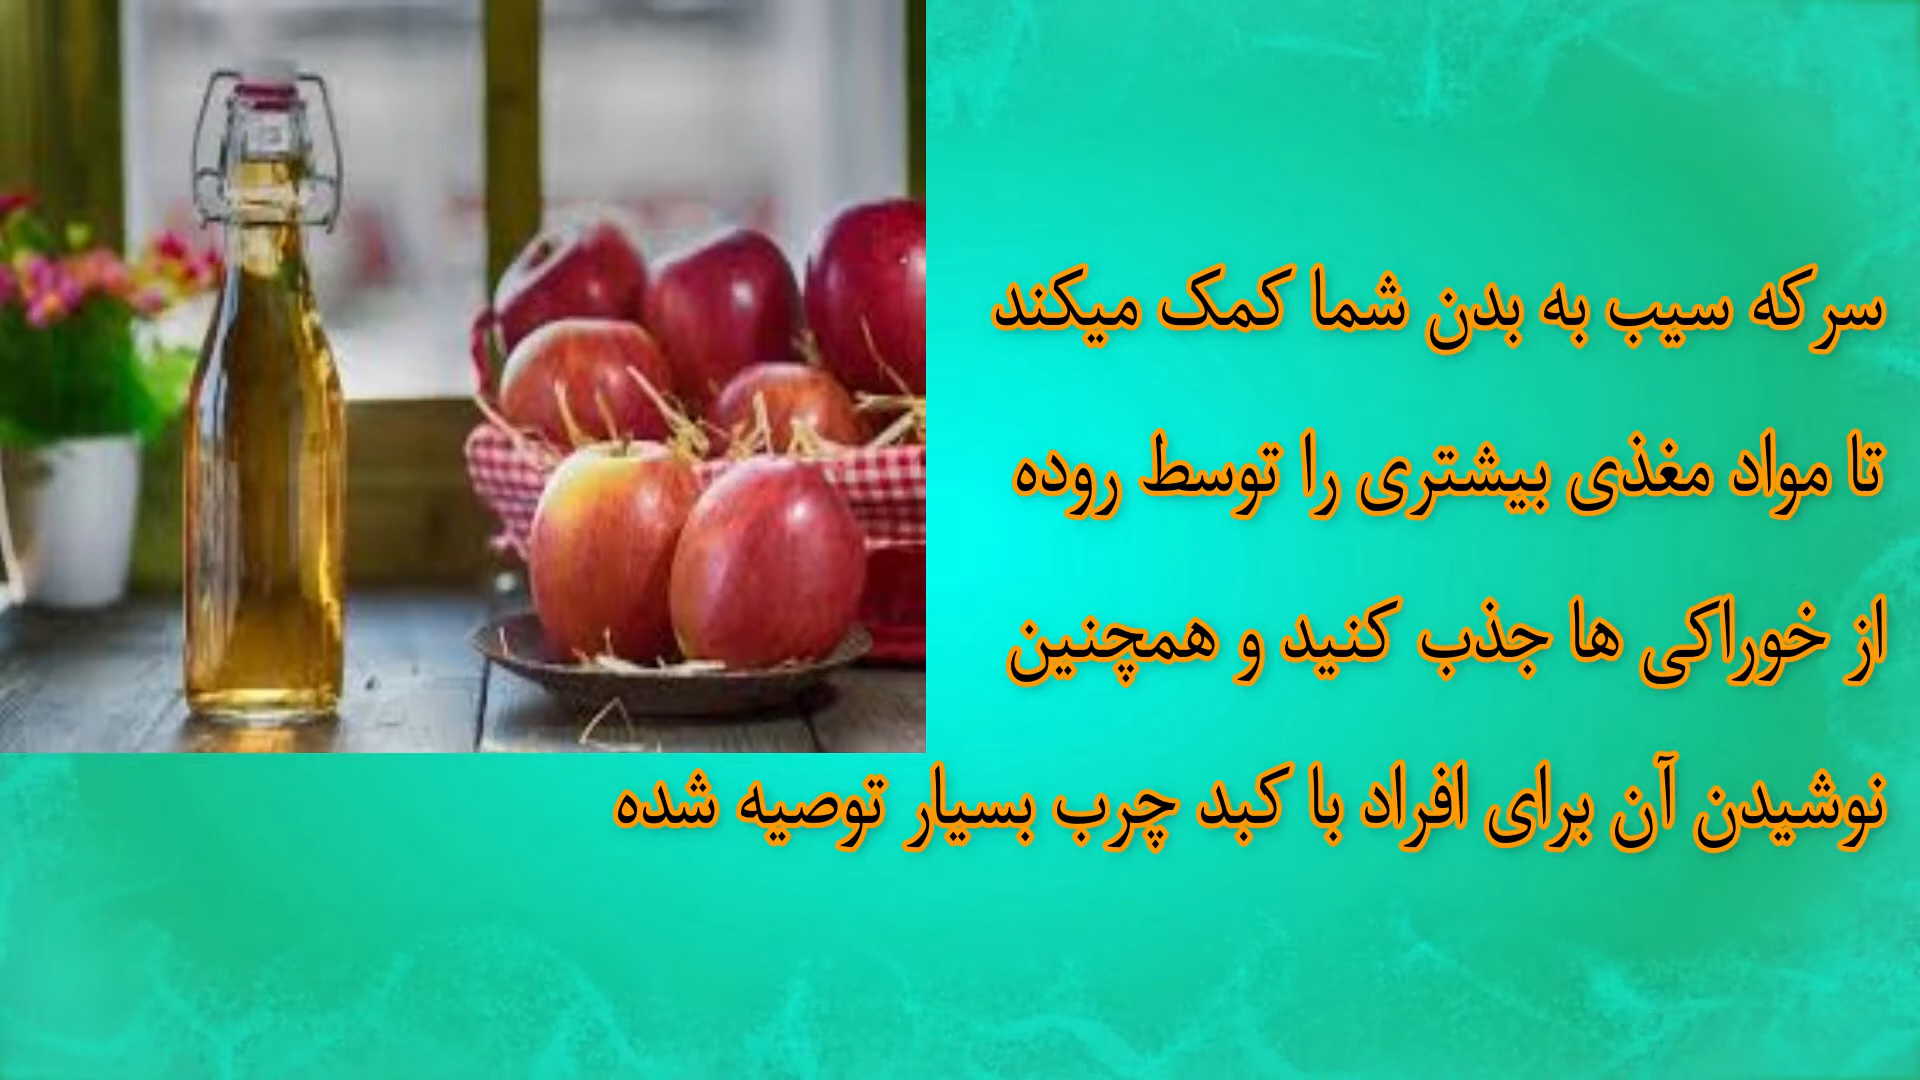 سرکه سیب به بدن شما کمک میکند
تا مواد مغذی بیشتری را توسط روده
از خوراکی ها جذب کنید و همچنین
نوشیدن آن برای افراد با کبد چرب بسیار توصیه شده